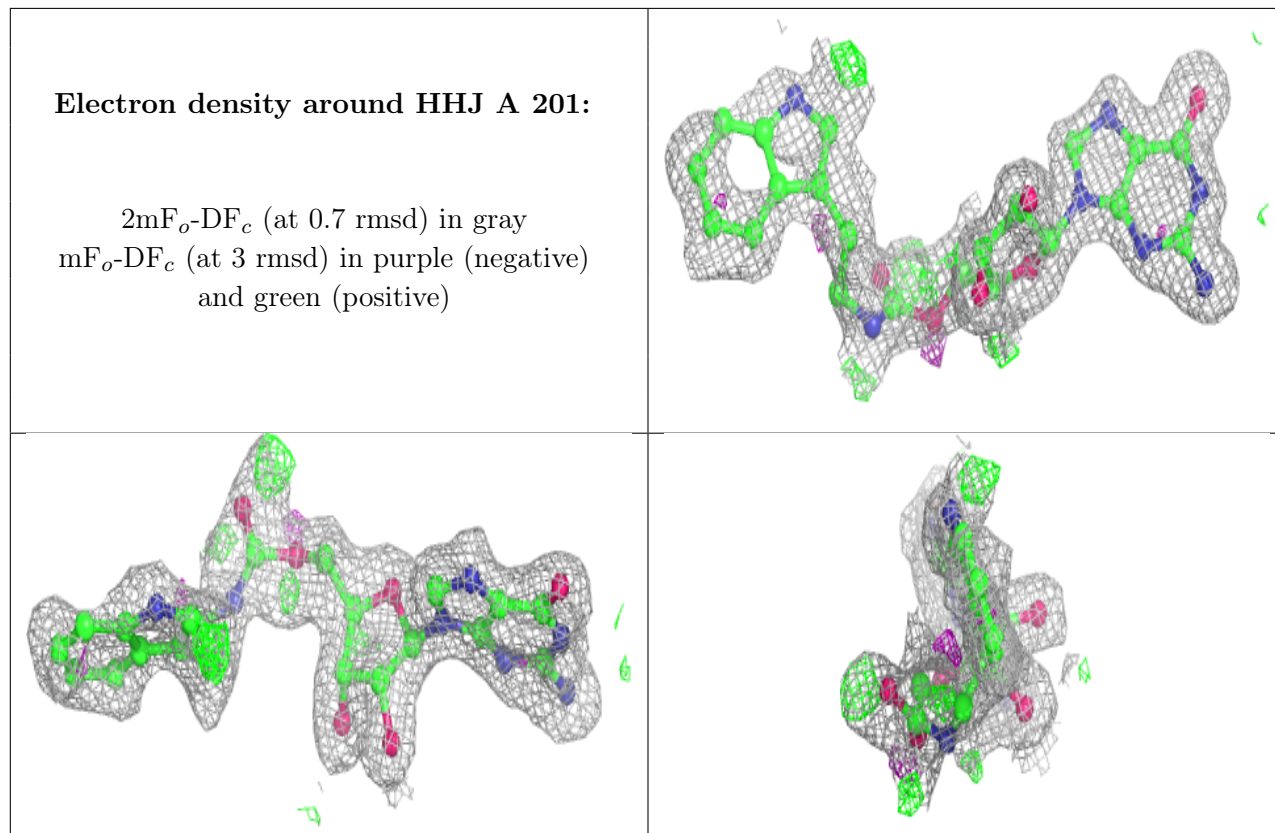 Electron density around HHJ A 201:
2mFo-DFc (at 0.7 rmsd) in gray
mFo-DFc (at 3 rmsd) in purple (negative)
and green (positive)